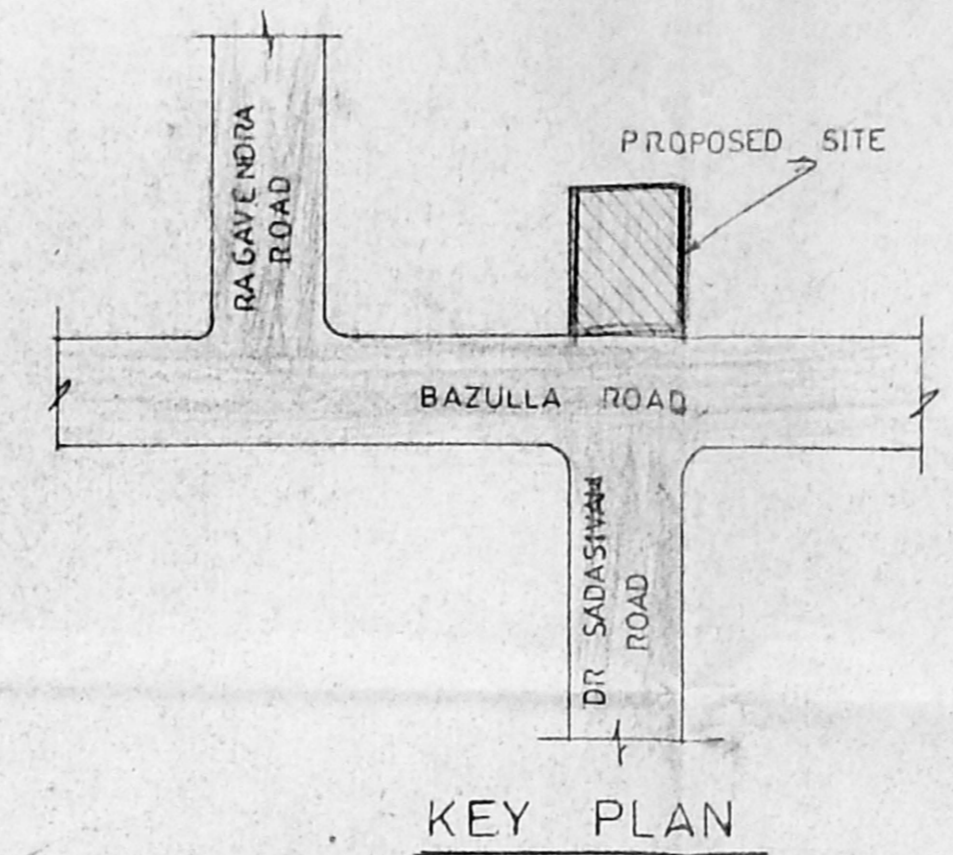 RAGAVENDRA
ROAD
PROPOSED SITE
BAZULLA ROAD
DR SADASIVAM
ROAD
KEY PLAN